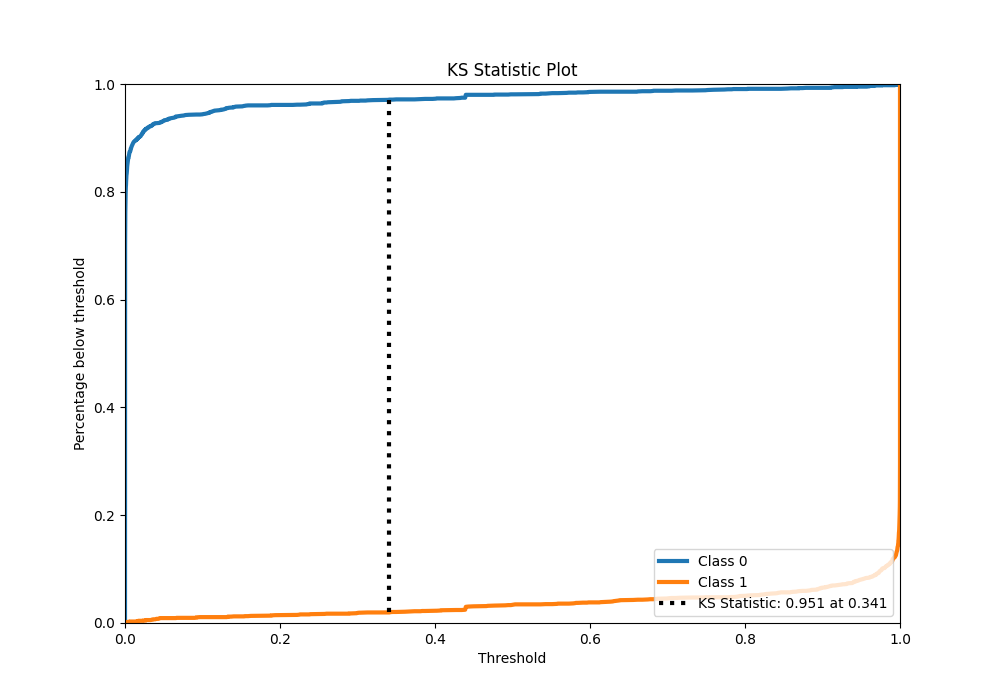 KS Statistic Plot
1.0
0.8
0.6
0.4
0.2
0.0
Percentage below threshold
0.0 0.2 0.4 0.6 0.8 1.0
Threshold
Class 0
Class 1
KS Statistic: 0.951 at 0.341